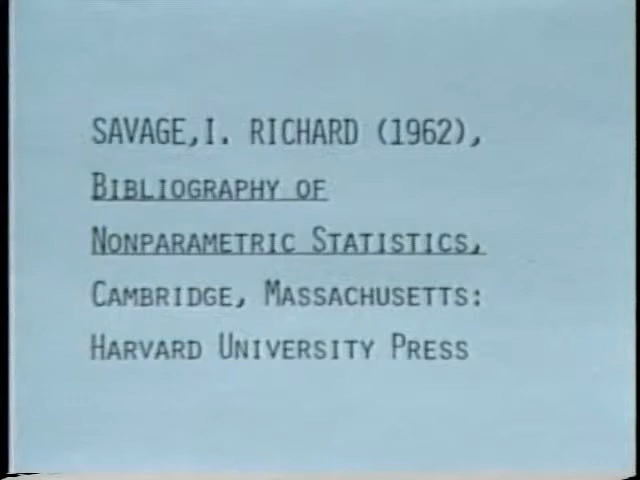 SAVAGE,I. RICHARD (1962),
BIBLIOGRAPHY OF
NONPARAMETRIC STATISTICS,
CAMBRIDGE, MASSACHUSETTS:
HARVARD UNIVERSITY PRESS